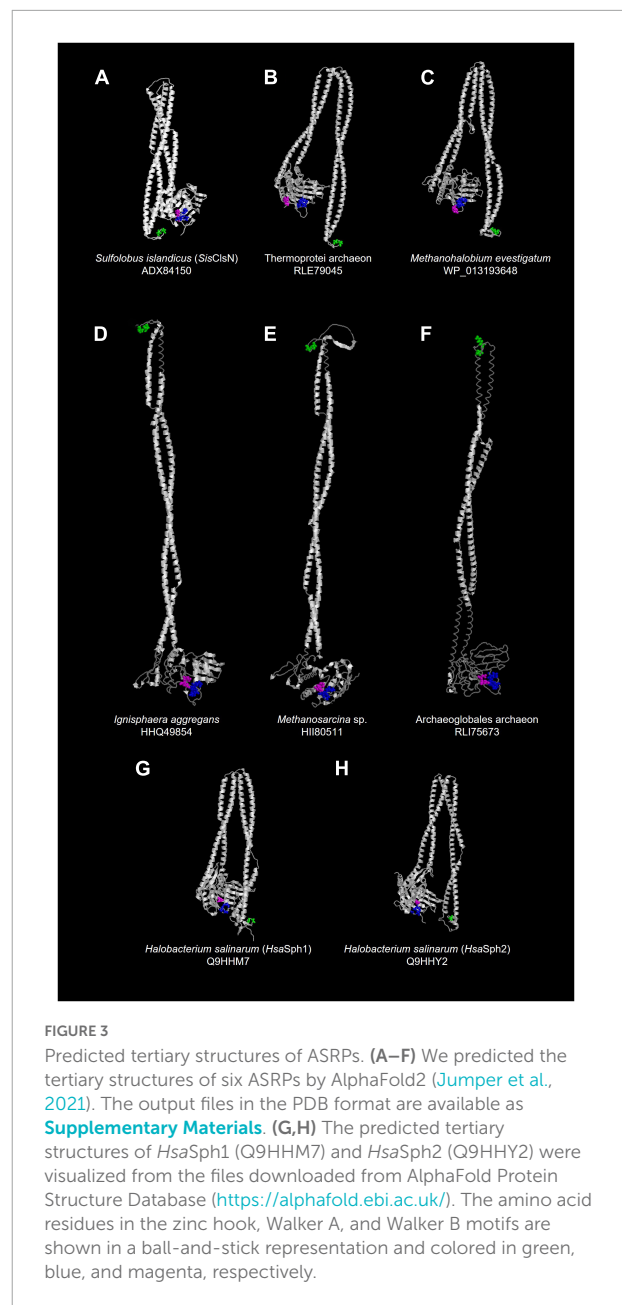 A
B
C
Sulfolobus islandicus (SisClsN)
ADX84150
Thermoprotei archaeon
RLE79045
Methanohalobium evestigatum
WP_013193648
D
E
F
Ignisphaera aggregans
HHQ49854
Methanosarcina sp.
HII80511
Archaeoglobales archaeon
RLI75673
G
H
Halobacterium salinarum (HsaSph1)
Q9HHM7
Halobacterium salinarum (HsaSph2)
Q9HHY2
FIGURE 3
Predicted tertiary structures of ASRPs. (A–F) We predicted the
tertiary structures of six ASRPs by AlphaFold2 (Jumper et al.,
2021). The output files in the PDB format are available as
Supplementary Materials. (G,H) The predicted tertiary
structures of HsaSph1 (Q9HHM7) and HsaSph2 (Q9HHY2) were
visualized from the files downloaded from AlphaFold Protein
Structure Database (https://alphafold.ebi.ac.uk/). The amino acid
residues in the zinc hook, Walker A, and Walker B motifs are
shown in a ball-and-stick representation and colored in green,
blue, and magenta, respectively.